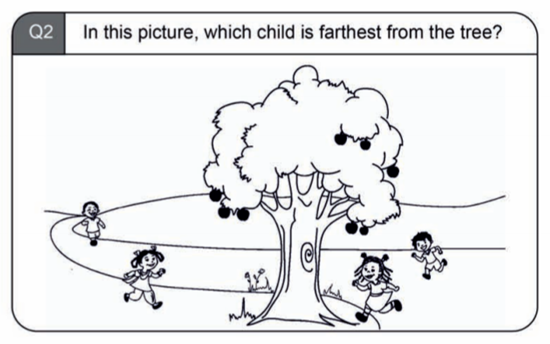 Q2 In this picture, which child is farthest from the tree?